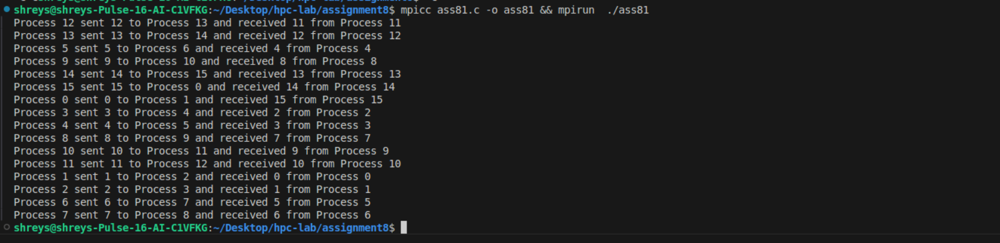 shreys@shreys-Pulse-16-AI-C1VFKG:~/Desktop/hpc-lab/assignment8$ mpicc ass81.c -o ass81 && mpirun  ./ass81
Process 12 sent 12 to Process 13 and received 11 from Process 11
Process 13 sent 13 to Process 14 and received 12 from Process 12
Process 5 sent 5 to Process 6 and received 4 from Process 4
Process 9 sent 9 to Process 10 and received 8 from Process 8
Process 14 sent 14 to Process 15 and received 13 from Process 13
Process 15 sent 15 to Process 0 and received 14 from Process 14
Process 0 sent 0 to Process 1 and received 15 from Process 15
Process 3 sent 3 to Process 4 and received 2 from Process 2
Process 4 sent 4 to Process 5 and received 3 from Process 3
Process 8 sent 8 to Process 9 and received 7 from Process 7
Process 10 sent 10 to Process 11 and received 9 from Process 9
Process 11 sent 11 to Process 12 and received 10 from Process 10
Process 1 sent 1 to Process 2 and received 0 from Process 0
Process 2 sent 2 to Process 3 and received 1 from Process 1
Process 6 sent 6 to Process 7 and received 5 from Process 5
Process 7 sent 7 to Process 8 and received 6 from Process 6
shreys@shreys-Pulse-16-AI-C1VFKG:~/Desktop/hpc-lab/assignment8$